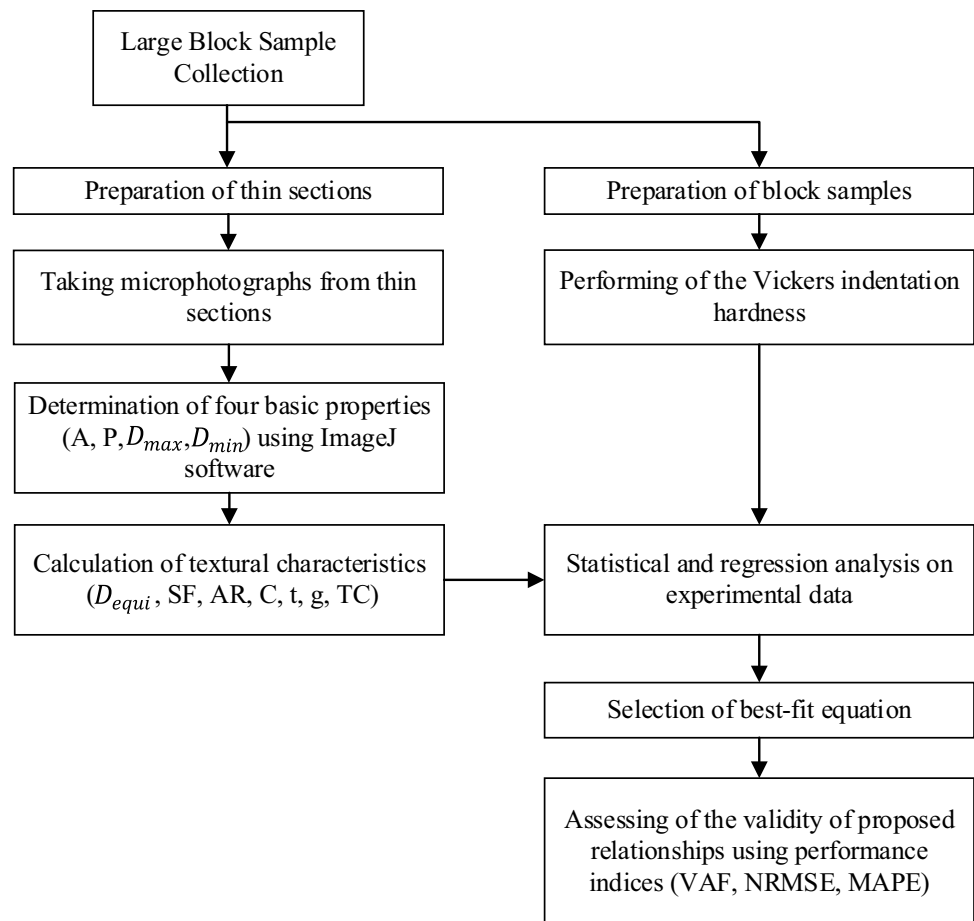 Large Block Sample
Collection
Preparation of thin sections
Preparation of block samples
Taking microphotographs from thin
sections
Performing of the Vickers indentation
hardness
Determination of four basic properties
(A, P,D_max,D_min) using ImageJ
software
Calculation of textural characteristics
(D_equi, SF, AR, C, t, g, TC)
Statistical and regression analysis on
experimental data
Selection of best-fit equation
Assessing of the validity of proposed
relationships using performance
indices (VAF, NRMSE, MAPE)